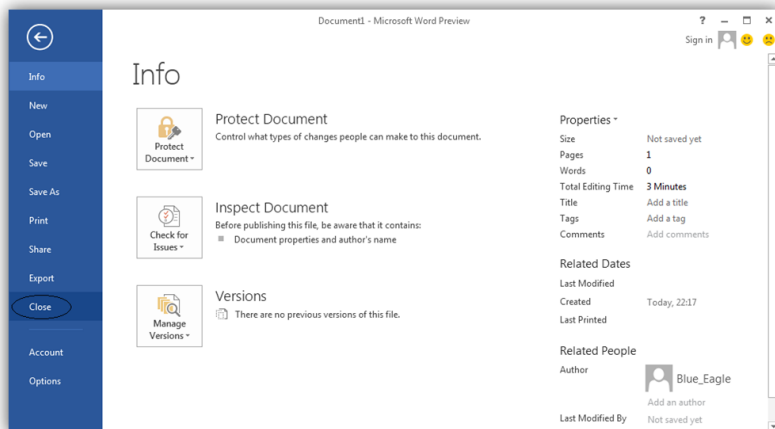 Document1 - Microsoft Word Preview
?
Sign in
Info
New
Open
Save
Save As
Print
Share
Export
Close
Account
Options
Info
Protect Document
Control what types of changes people can make to this document.
Protect
Document
Inspect Document
Before publishing this file, be aware that it contains:
Document properties and author's name
Check for
Issues
Versions
There are no previous versions of this file.
Manage
Versions
Properties
Size Not saved yet
Pages 1
Words 0
Total Editing Time 3 Minutes
Title Add a title
Tags Add a tag
Comments Add comments
Related Dates
Last Modified
Created Today, 22:17
Last Printed
Related People
Author Blue_Eagle
Add an author
Last Modified By Not saved yet